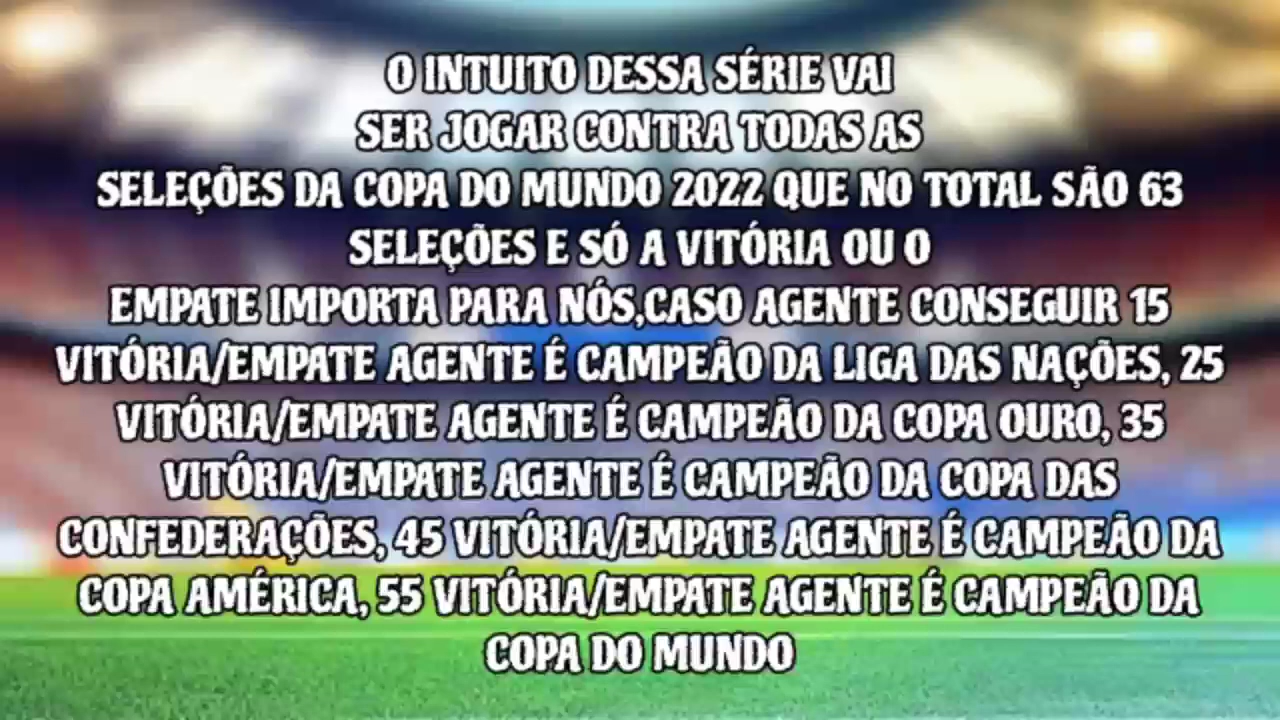 O INTUITO DESSA SÉRIE VAI
SER JOGAR CONTRA TODAS AS
SELEÇÕES DA COPA DO MUNDO 2022 QUE NO TOTAL SÃO 63
SELEÇÕES E SÓ A VITÓRIA OU O
EMPATE IMPORTA PARA NÓS,CASO AGENTE CONSEGUIR 15
VITÓRIA/EMPATE AGENTE É CAMPEÃO DA LIGA DAS NAÇÕES, 25
VITÓRIA/EMPATE AGENTE É CAMPEÃO DA COPA OURO, 35
VITÓRIA/EMPATE AGENTE É CAMPEÃO DA COPA DAS
CONFEDERAÇÕES, 45 VITÓRIA/EMPATE AGENTE É CAMPEÃO DA
COPA AMÉRICA, 55 VITÓRIA/EMPATE AGENTE É CAMPEÃO DA
COPA DO MUNDO